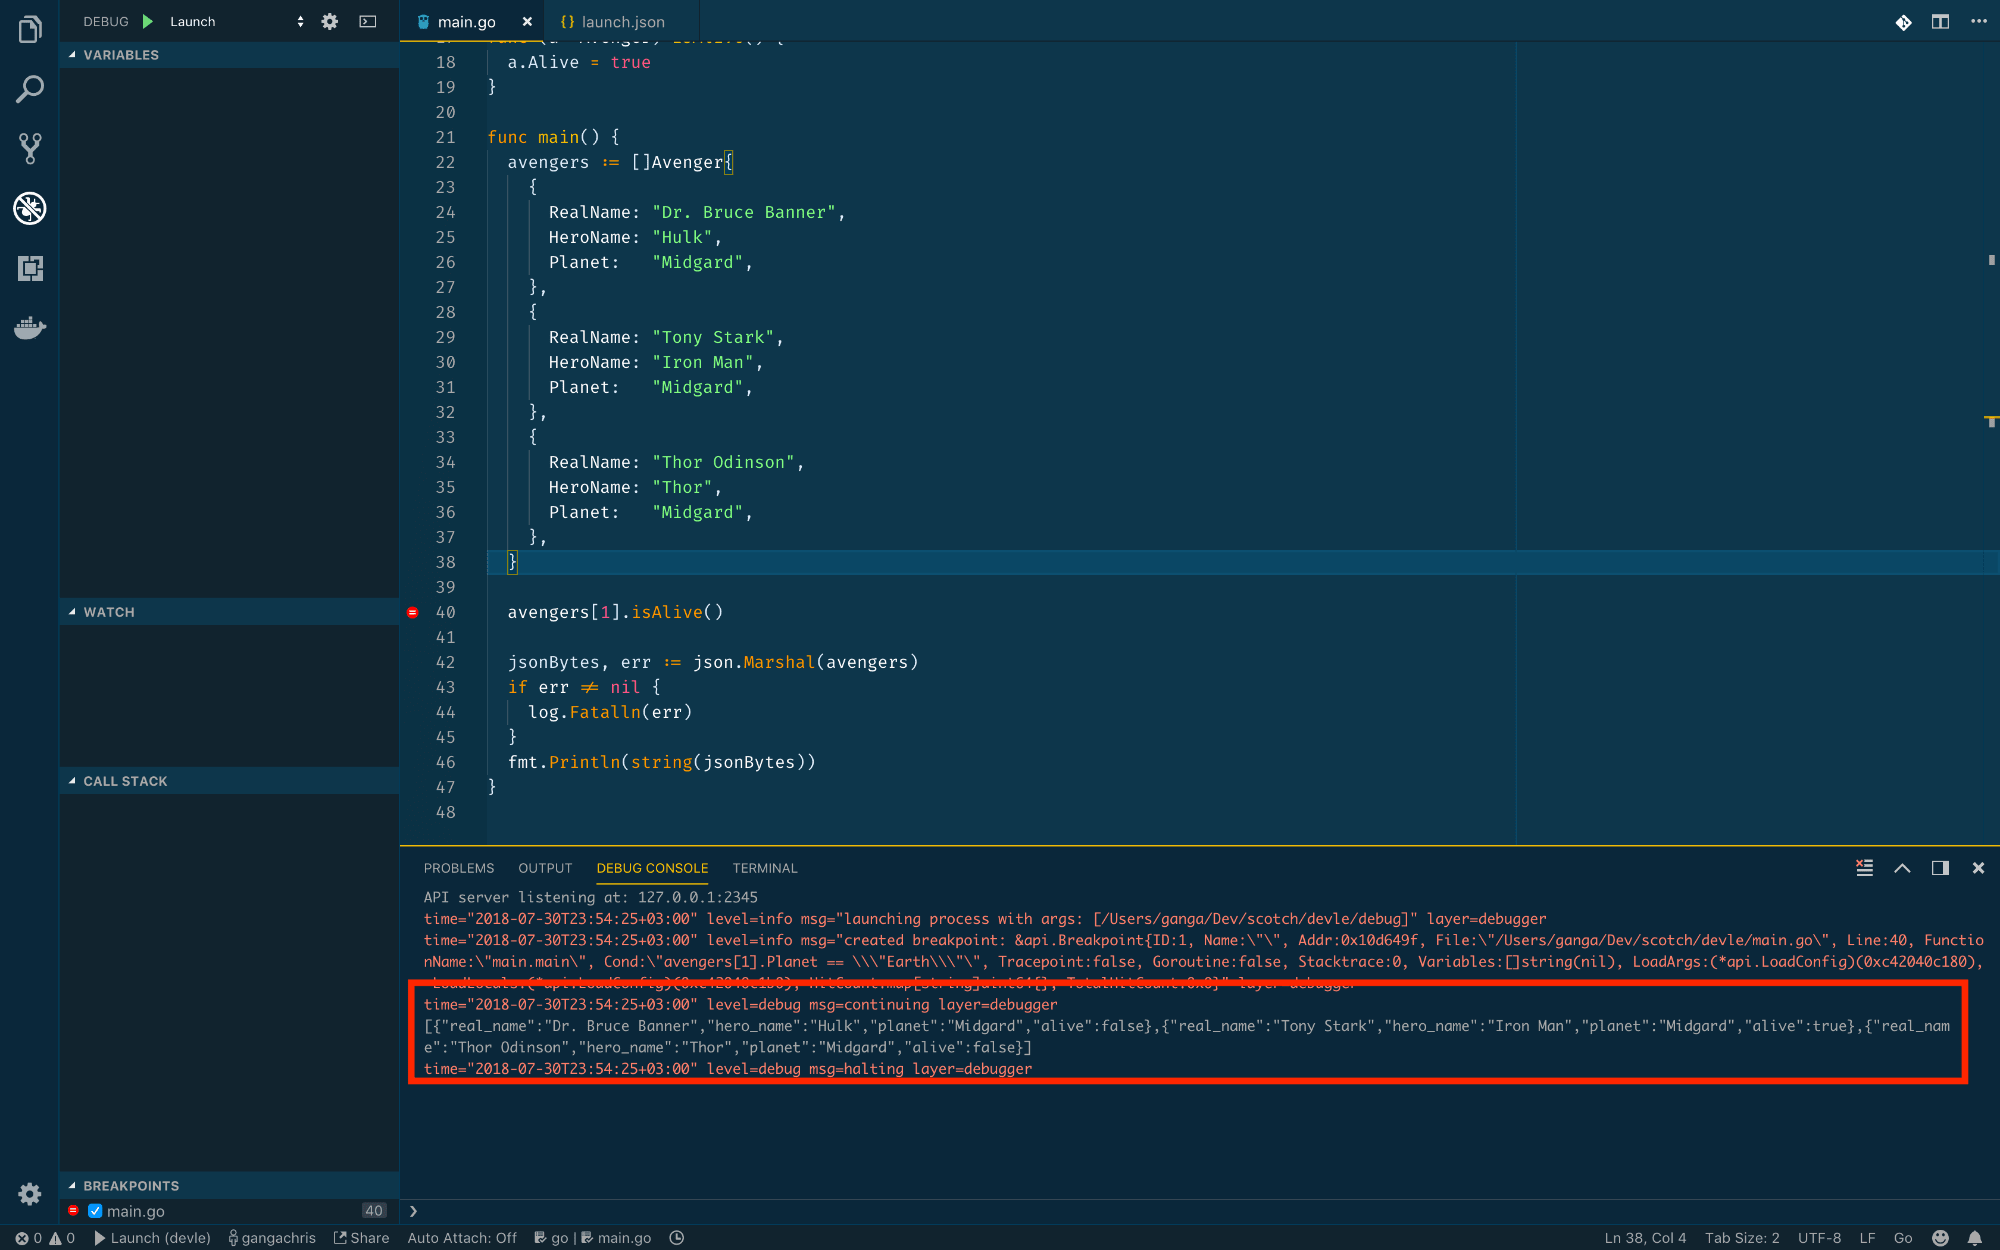 DEBUG Launch
main.go
{} launch.json
VARIABLES
WATCH
CALL STACK
BREAKPOINTS
main.go 40
18 a.Alive = true
19 }
20
21 func main() {
22 avengers := []Avenger{
23 {
24 RealName: "Dr. Bruce Banner",
25 HeroName: "Hulk",
26 Planet: "Midgard",
27 },
28 {
29 RealName: "Tony Stark",
30 HeroName: "Iron Man",
31 Planet: "Midgard",
32 },
33 {
34 RealName: "Thor Odinson",
35 HeroName: "Thor",
36 Planet: "Midgard",
37 },
38 }
39
40 avengers[1].isAlive()
41
42 jsonBytes, err := json.Marshal(avengers)
43 if err ≠ nil {
44 log.Fatalln(err)
45 }
46 fmt.Println(string(jsonBytes))
47 }
48
PROBLEMS OUTPUT DEBUG CONSOLE TERMINAL
API server listening at: 127.0.0.1:2345
time="2018-07-30T23:54:25+03:00" level=info msg="launching process with args: [/Users/ganga/Dev/scotch/devle/debug]" layer=debugger
time="2018-07-30T23:54:25+03:00" level=info msg="created breakpoint: &api.Breakpoint{ID:1, Name:\"\", Addr:0x10d649f, File:\"/Users/ganga/Dev/scotch/devle/main.go\", Line:40, Functio
nName:\"main.main\", Cond:\"avengers[1].Planet == \\\"Earth\\\"\", Tracepoint:false, Goroutine:false, Stacktrace:0, Variables:[]string(nil), LoadArgs:(*api.LoadConfig)(0xc42040c180),
time="2018-07-30T23:54:25+03:00" level=debug msg=continuing layer=debugger
[{"real_name":"Dr. Bruce Banner","hero_name":"Hulk","planet":"Midgard","alive":false},{"real_name":"Tony Stark","hero_name":"Iron Man","planet":"Midgard","alive":true},{"real_nam
e":"Thor Odinson","hero_name":"Thor","planet":"Midgard","alive":false}]
time="2018-07-30T23:54:25+03:00" level=debug msg=halting layer=debugger
0 0 Launch (devle) gangachris Share Auto Attach: Off go | main.go
Ln 38, Col 4 Tab Size: 2 UTF-8 LF Go